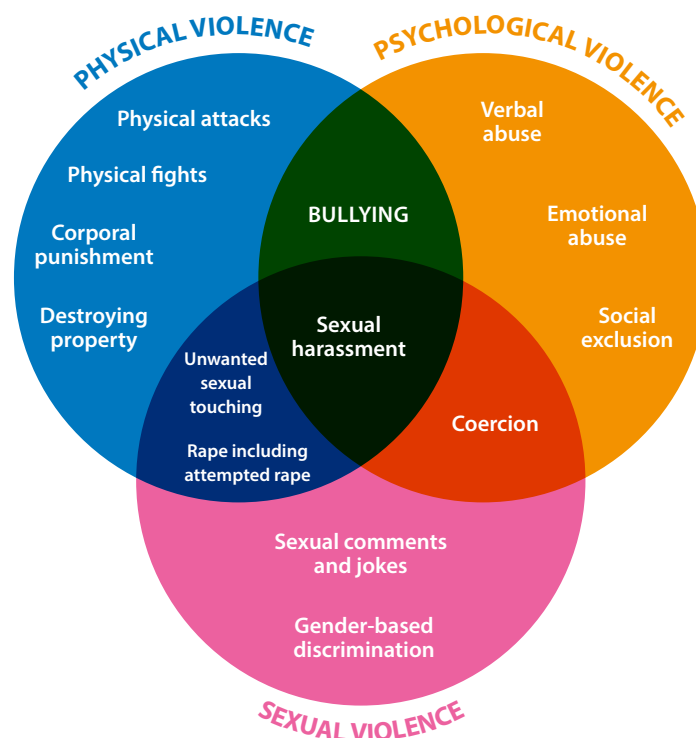 PHYSICAL VIOLENCE
PSYCHOLOGICAL VIOLENCE
Physical attacks
Physical fights
Corporal
punishment
Destroying
property
Verbal
abuse
Emotional
abuse
Social
exclusion
BULLYING
Sexual
harassment
Unwanted
sexual
touching
Rape including
attempted rape
Coercion
Sexual comments
and jokes
Gender-based
discrimination
SEXUAL VIOLENCE